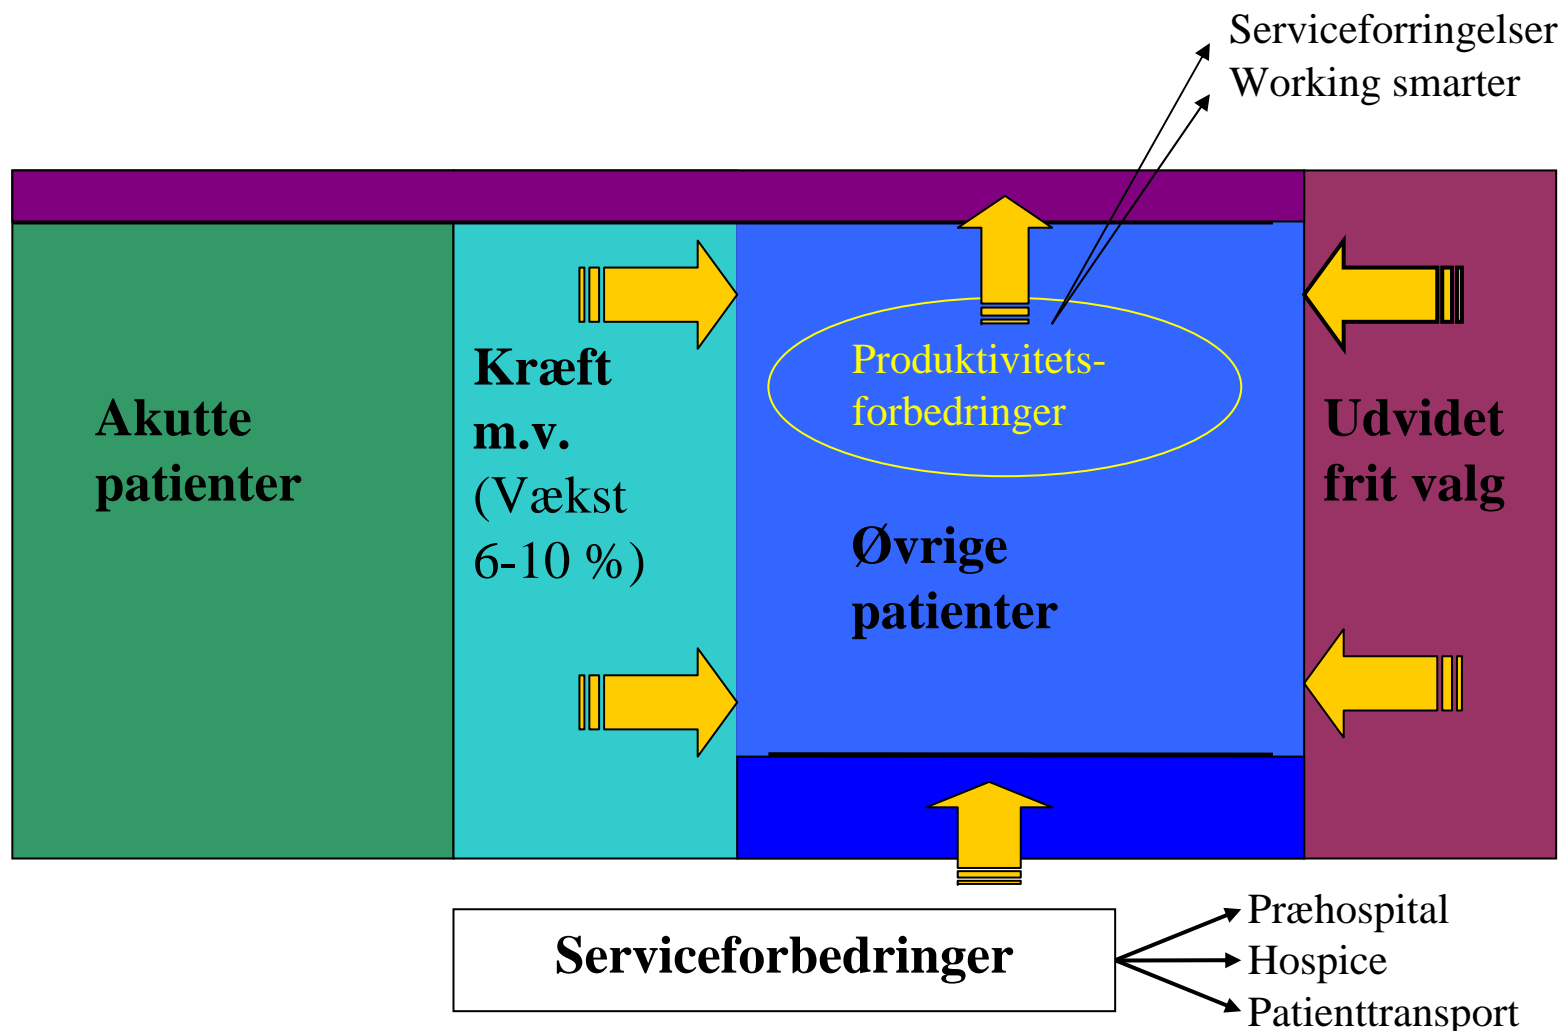 Serviceforringelser
Working smarter
Akutte
patienter
Kræft
m.v.
(Vækst
6-10 %)
Produktivitets-
forbedringer
Øvrige
patienter
Udvidet
frit valg
Serviceforbedringer
Præhospital
Hospice
Patienttransport